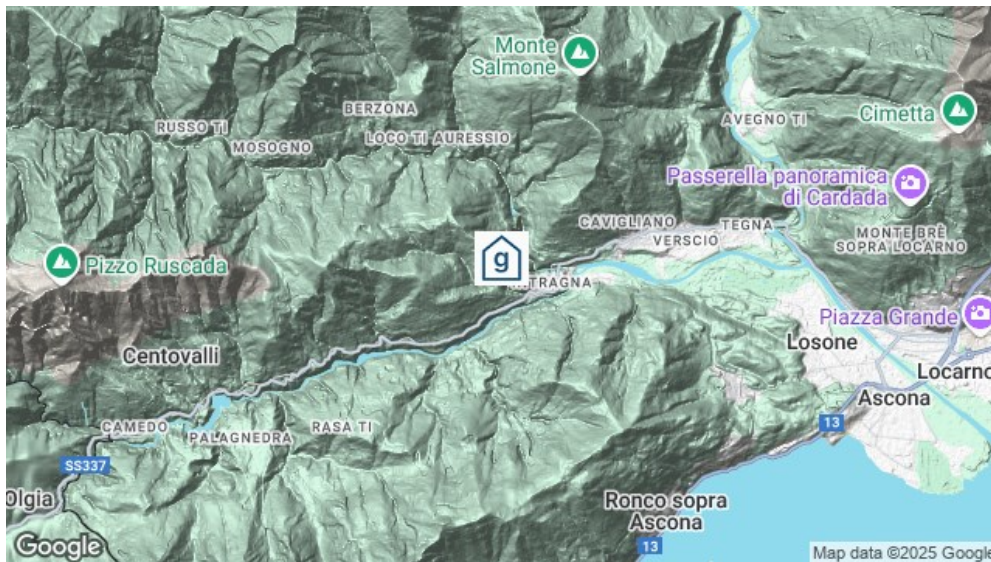 Monte
Salmone
Cimetta
BERZONA
AVEGNO TI
RUSSO TI
LOCO TI AURESSIO
MOSOGNO
Passerella panoramica
di Cardada
CAVIGLIANO
TEGNA
VERSCIO
MONTE BRÈ
SOPRA LOCARNO
Pizzo Ruscada
g
Piazza Grande
Losone
Centovalli
Locarno
Ascona
CAMEDO
PALAGNEDRA
RASA TI
13
SS337
Olgia
Ronco sopra
Ascona
13
Google
Map data ©2025 Google